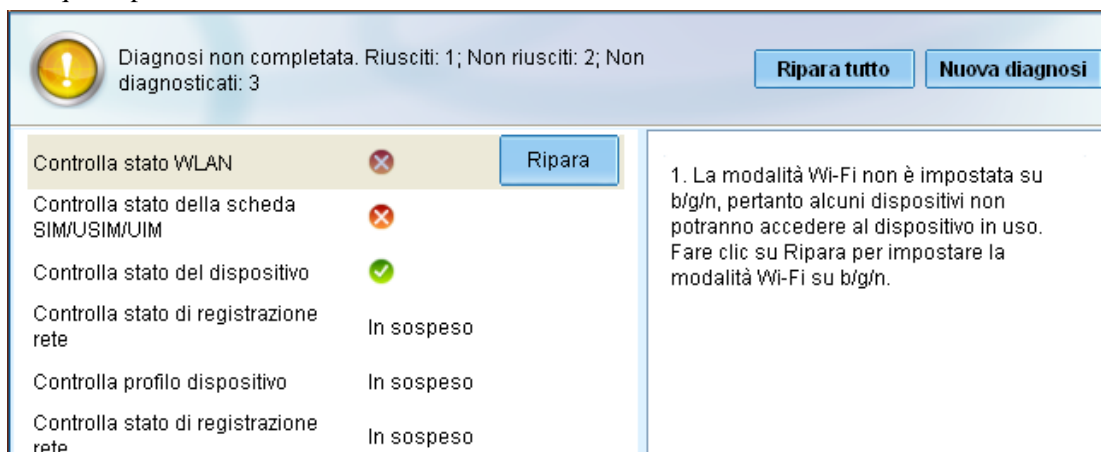 Diagnosi non completata. Riusciti: 1; Non riusciti: 2; Non
diagnosticati: 3
Ripara tutto
Nuova diagnosi
Controlla stato WLAN
Ripara
Controlla stato della scheda
SIM/USIM/UIM
Controlla stato del dispositivo
Controlla stato di registrazione
rete
In sospeso
Controlla profilo dispositivo
In sospeso
Controlla stato di registrazione
rete
In sospeso
1. La modalità Wi-Fi non è impostata su
b/g/n, pertanto alcuni dispositivi non
potranno accedere al dispositivo in uso.
Fare clic su Ripara per impostare la
modalità Wi-Fi su b/g/n.